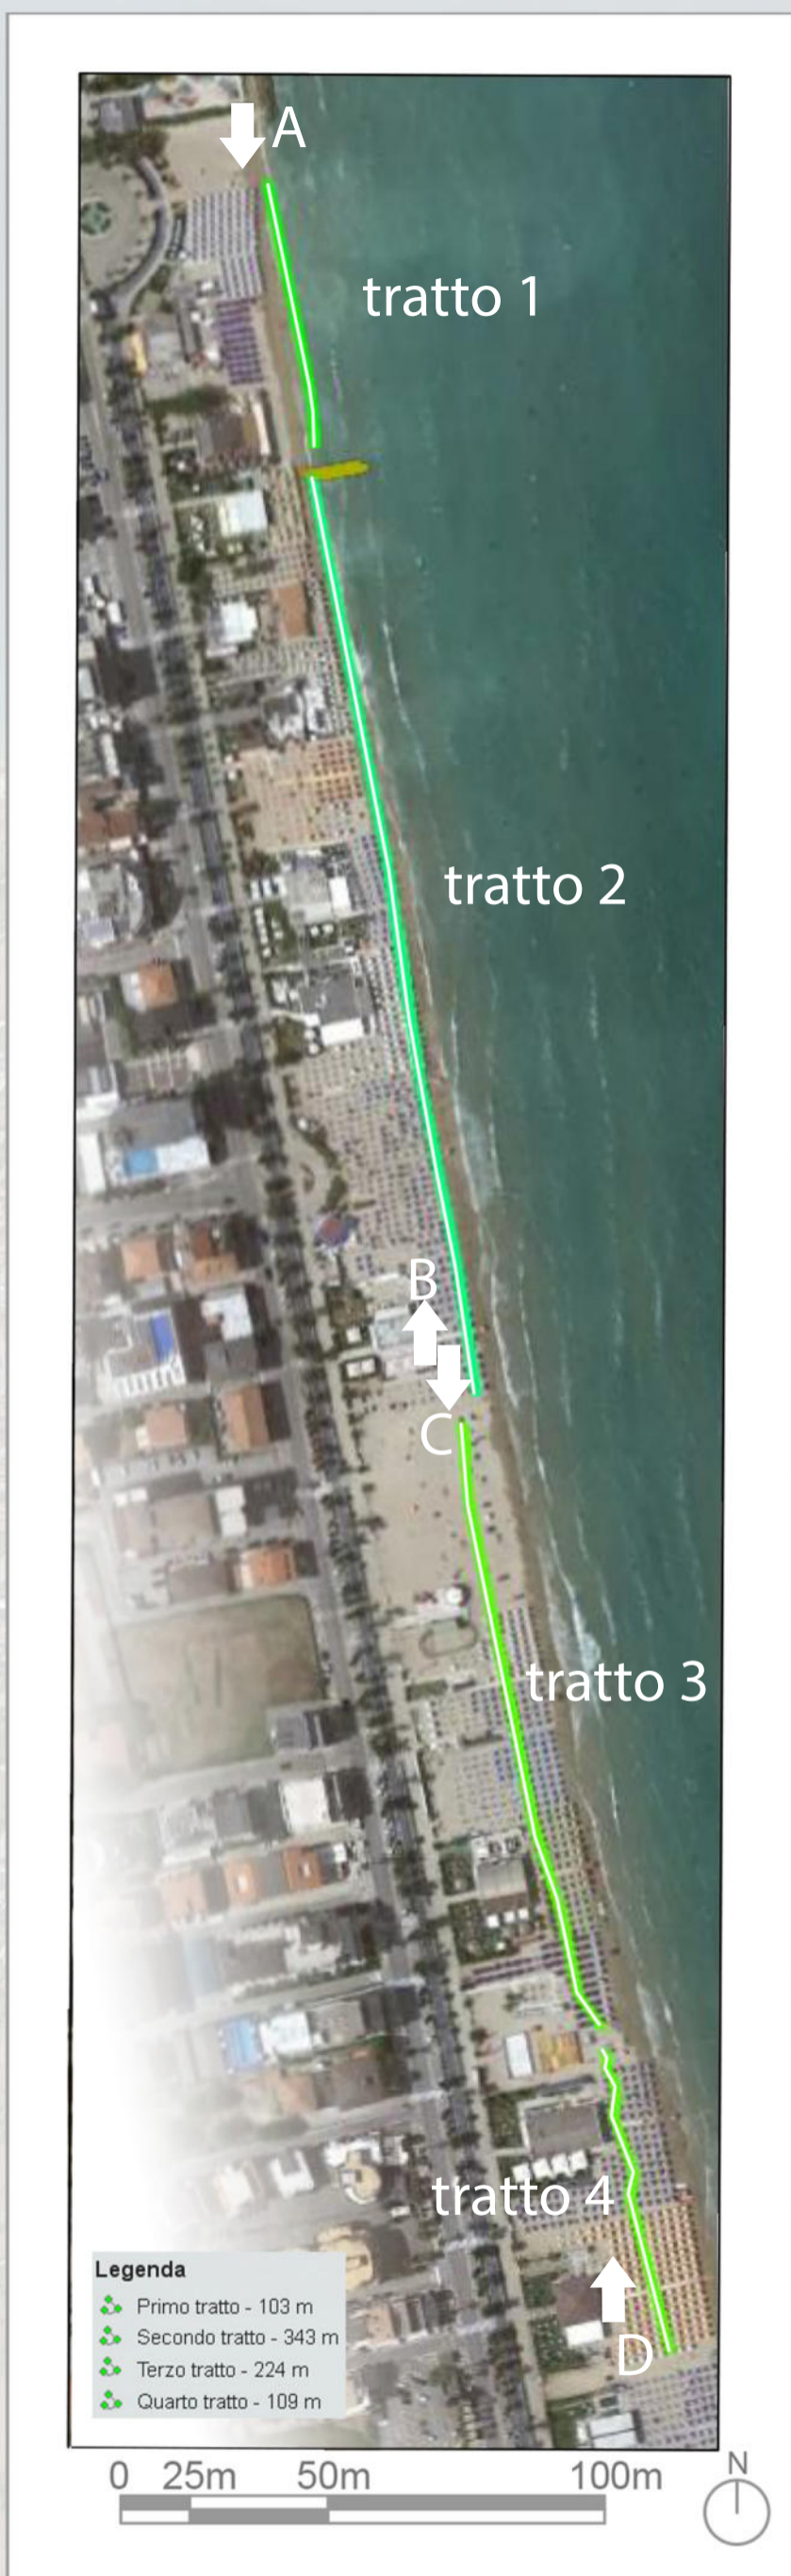 A
tratto 1
tratto 2
B
C
tratto 3
tratto 4
D
Legenda
Primo tratto - 103 m
Secondo tratto - 343 m
Terzo tratto - 224 m
Quarto tratto - 109 m
0 25m 50m 100m
N